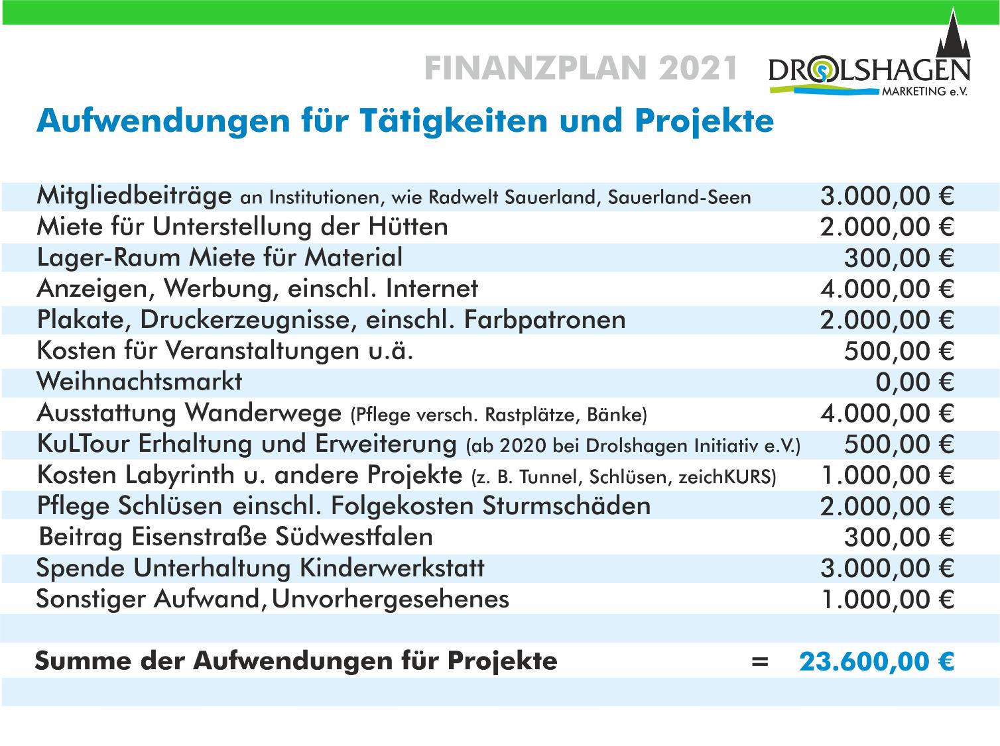 FINANZPLAN 2021
DROLSHAGEN
MARKETING e.V.
Aufwendungen für Tätigkeiten und Projekte
Mitgliedbeiträge an Institutionen, wie Radwelt Sauerland, Sauerland-Seen 3.000,00 €
Miete für Unterstellung der Hütten 2.000,00 €
Lager-Raum Miete für Material 300,00 €
Anzeigen, Werbung, einschl. Internet 4.000,00 €
Plakate, Druckerzeugnisse, einschl. Farbpatronen 2.000,00 €
Kosten für Veranstaltungen u.ä. 500,00 €
Weihnachtsmarkt 0,00 €
Ausstattung Wanderwege (Pflege versch. Rastplätze, Bänke) 4.000,00 €
KuLTour Erhaltung und Erweiterung (ab 2020 bei Drolshagen Initiativ e.V.) 500,00 €
Kosten Labyrinth u. andere Projekte (z. B. Tunnel, Schlüsen, zeichKURS) 1.000,00 €
Pflege Schlüsen einschl. Folgekosten Sturmschäden 2.000,00 €
Beitrag Eisenstraße Südwestfalen 300,00 €
Spende Unterhaltung Kinderwerkstatt 3.000,00 €
Sonstiger Aufwand, Unvorhergesehenes 1.000,00 €
Summe der Aufwendungen für Projekte = 23.600,00 €